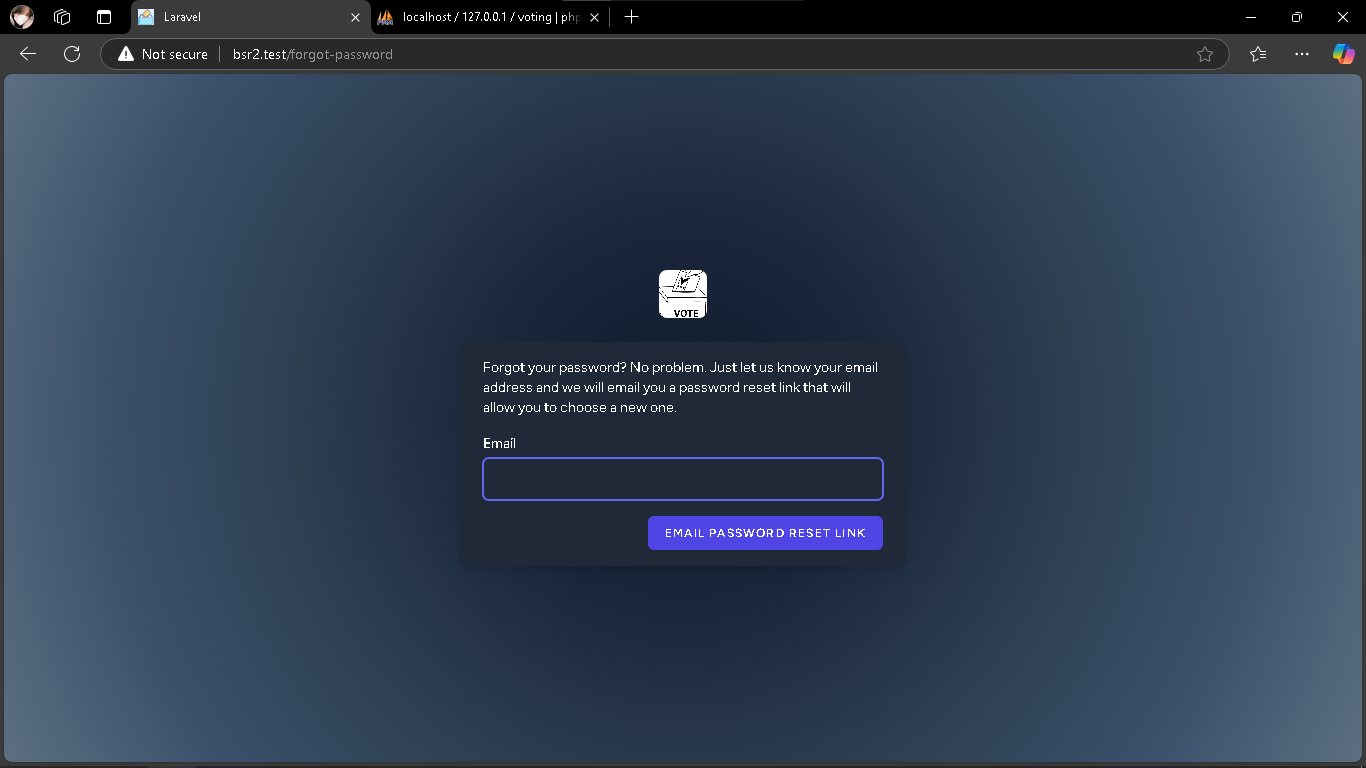 Laravel
localhost / 127.0.0.1 / voting | php
Not secure
bsr2.test/forgot-password
VOTE
Forgot your password? No problem. Just let us know your email
address and we will email you a password reset link that will
allow you to choose a new one.
Email
EMAIL PASSWORD RESET LINK